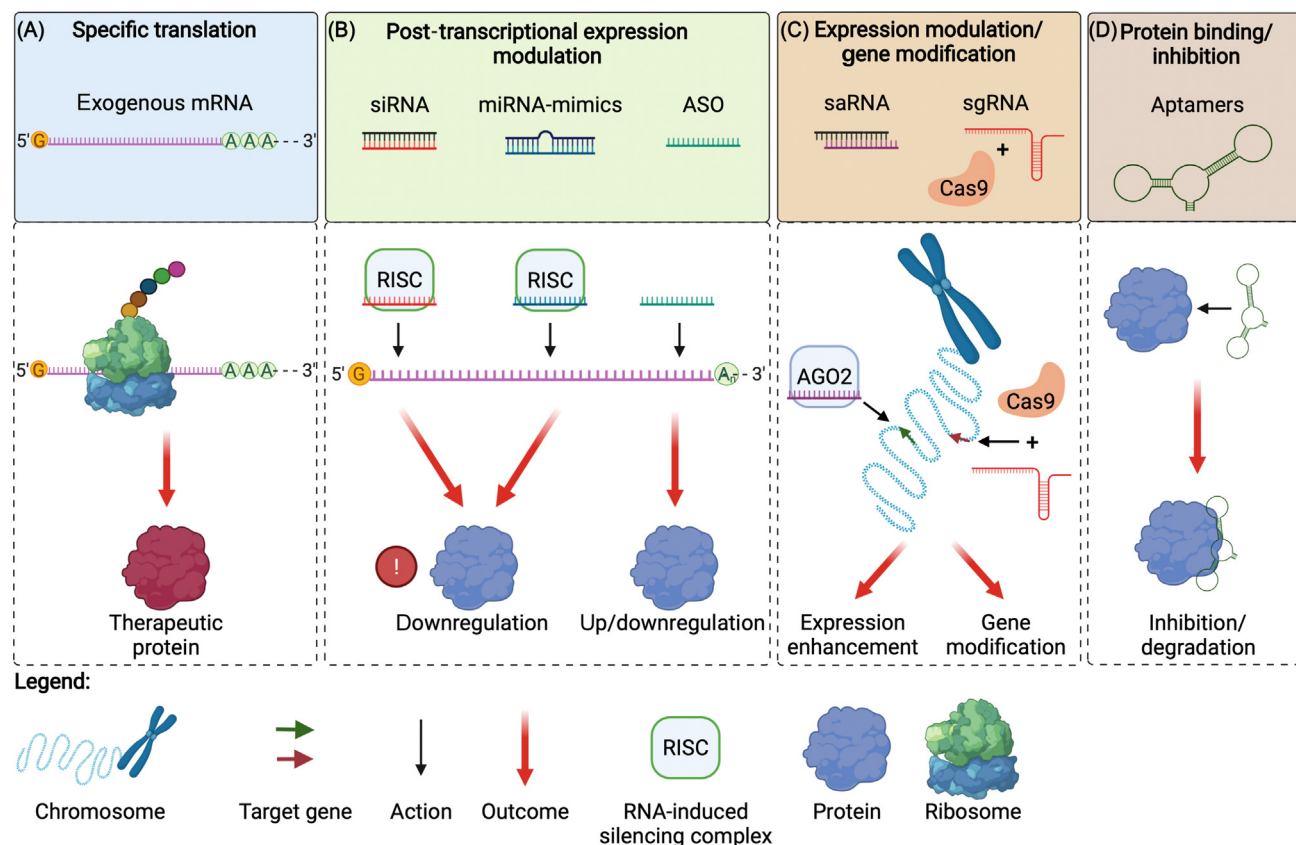 (A) Specific translation
Exogenous mRNA
5' G A A A --- 3'
5' G A A A --- 3'
Therapeutic
protein
(B) Post-transcriptional expression
modulation
siRNA miRNA-mimics ASO
RISC RISC
5' G An-- 3'
!
Downregulation Up/downregulation
(C) Expression modulation/
gene modification
saRNA sgRNA
+
Cas9
AGO2
Cas9
+
Expression
enhancement
Gene
modification
(D) Protein binding/
inhibition
Aptamers
Inhibition/
degradation
Legend:
RISC
Chromosome Target gene Action Outcome RNA-induced
silencing complex
Protein Ribosome